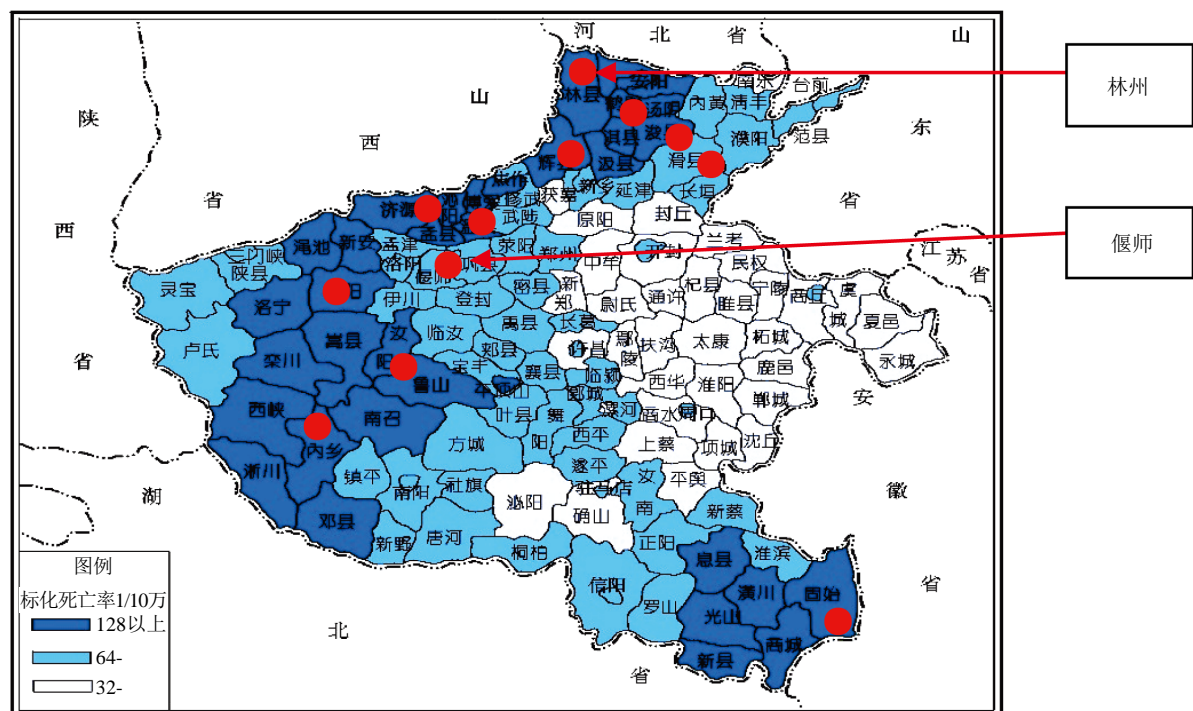 河 北 省
山
林州
安阳
南乐
台前
林县
山
内黄
清丰
汤阴
陕
淇县
浚县
濮阳
范县
东
西
辉县
汲县
滑县
焦作
省
济源
修武
获嘉
新乡
延津
长垣
省
武陟
原阳
封丘
西
孟县
渑池
新安
孟津
荥阳
郑州
开封
兰考
江苏省
偃师
三门峡
洛阳
偃师
巩县
中牟
民权
陕县
灵宝
伊川
登封
密县
新郑
尉氏
通许
杞县
睢县
宁陵
商丘
虞城
夏邑
洛宁
嵩县
汝阳
临汝
禹县
长葛
鄢陵
扶沟
太康
柘城
永城
卢氏
省
栾川
郏县
许昌
宝丰
襄县
临颍
西华
淮阳
鹿邑
鲁山
平顶山
郾城
安
西峡
南召
叶县
舞阳
漯河
商水
周口
郸城
内乡
方城
西平
上蔡
项城
沈丘
淅川
镇平
遂平
汝南
平舆
湖
南阳
社旗
泌阳
驻马店
徽
邓县
确山
新蔡
新野
唐河
桐柏
正阳
息县
淮滨
图例
信阳
潢川
固始
省
标化死亡率1/10万
罗山
光山
128以上
北
商城
64-
新县
32-
省